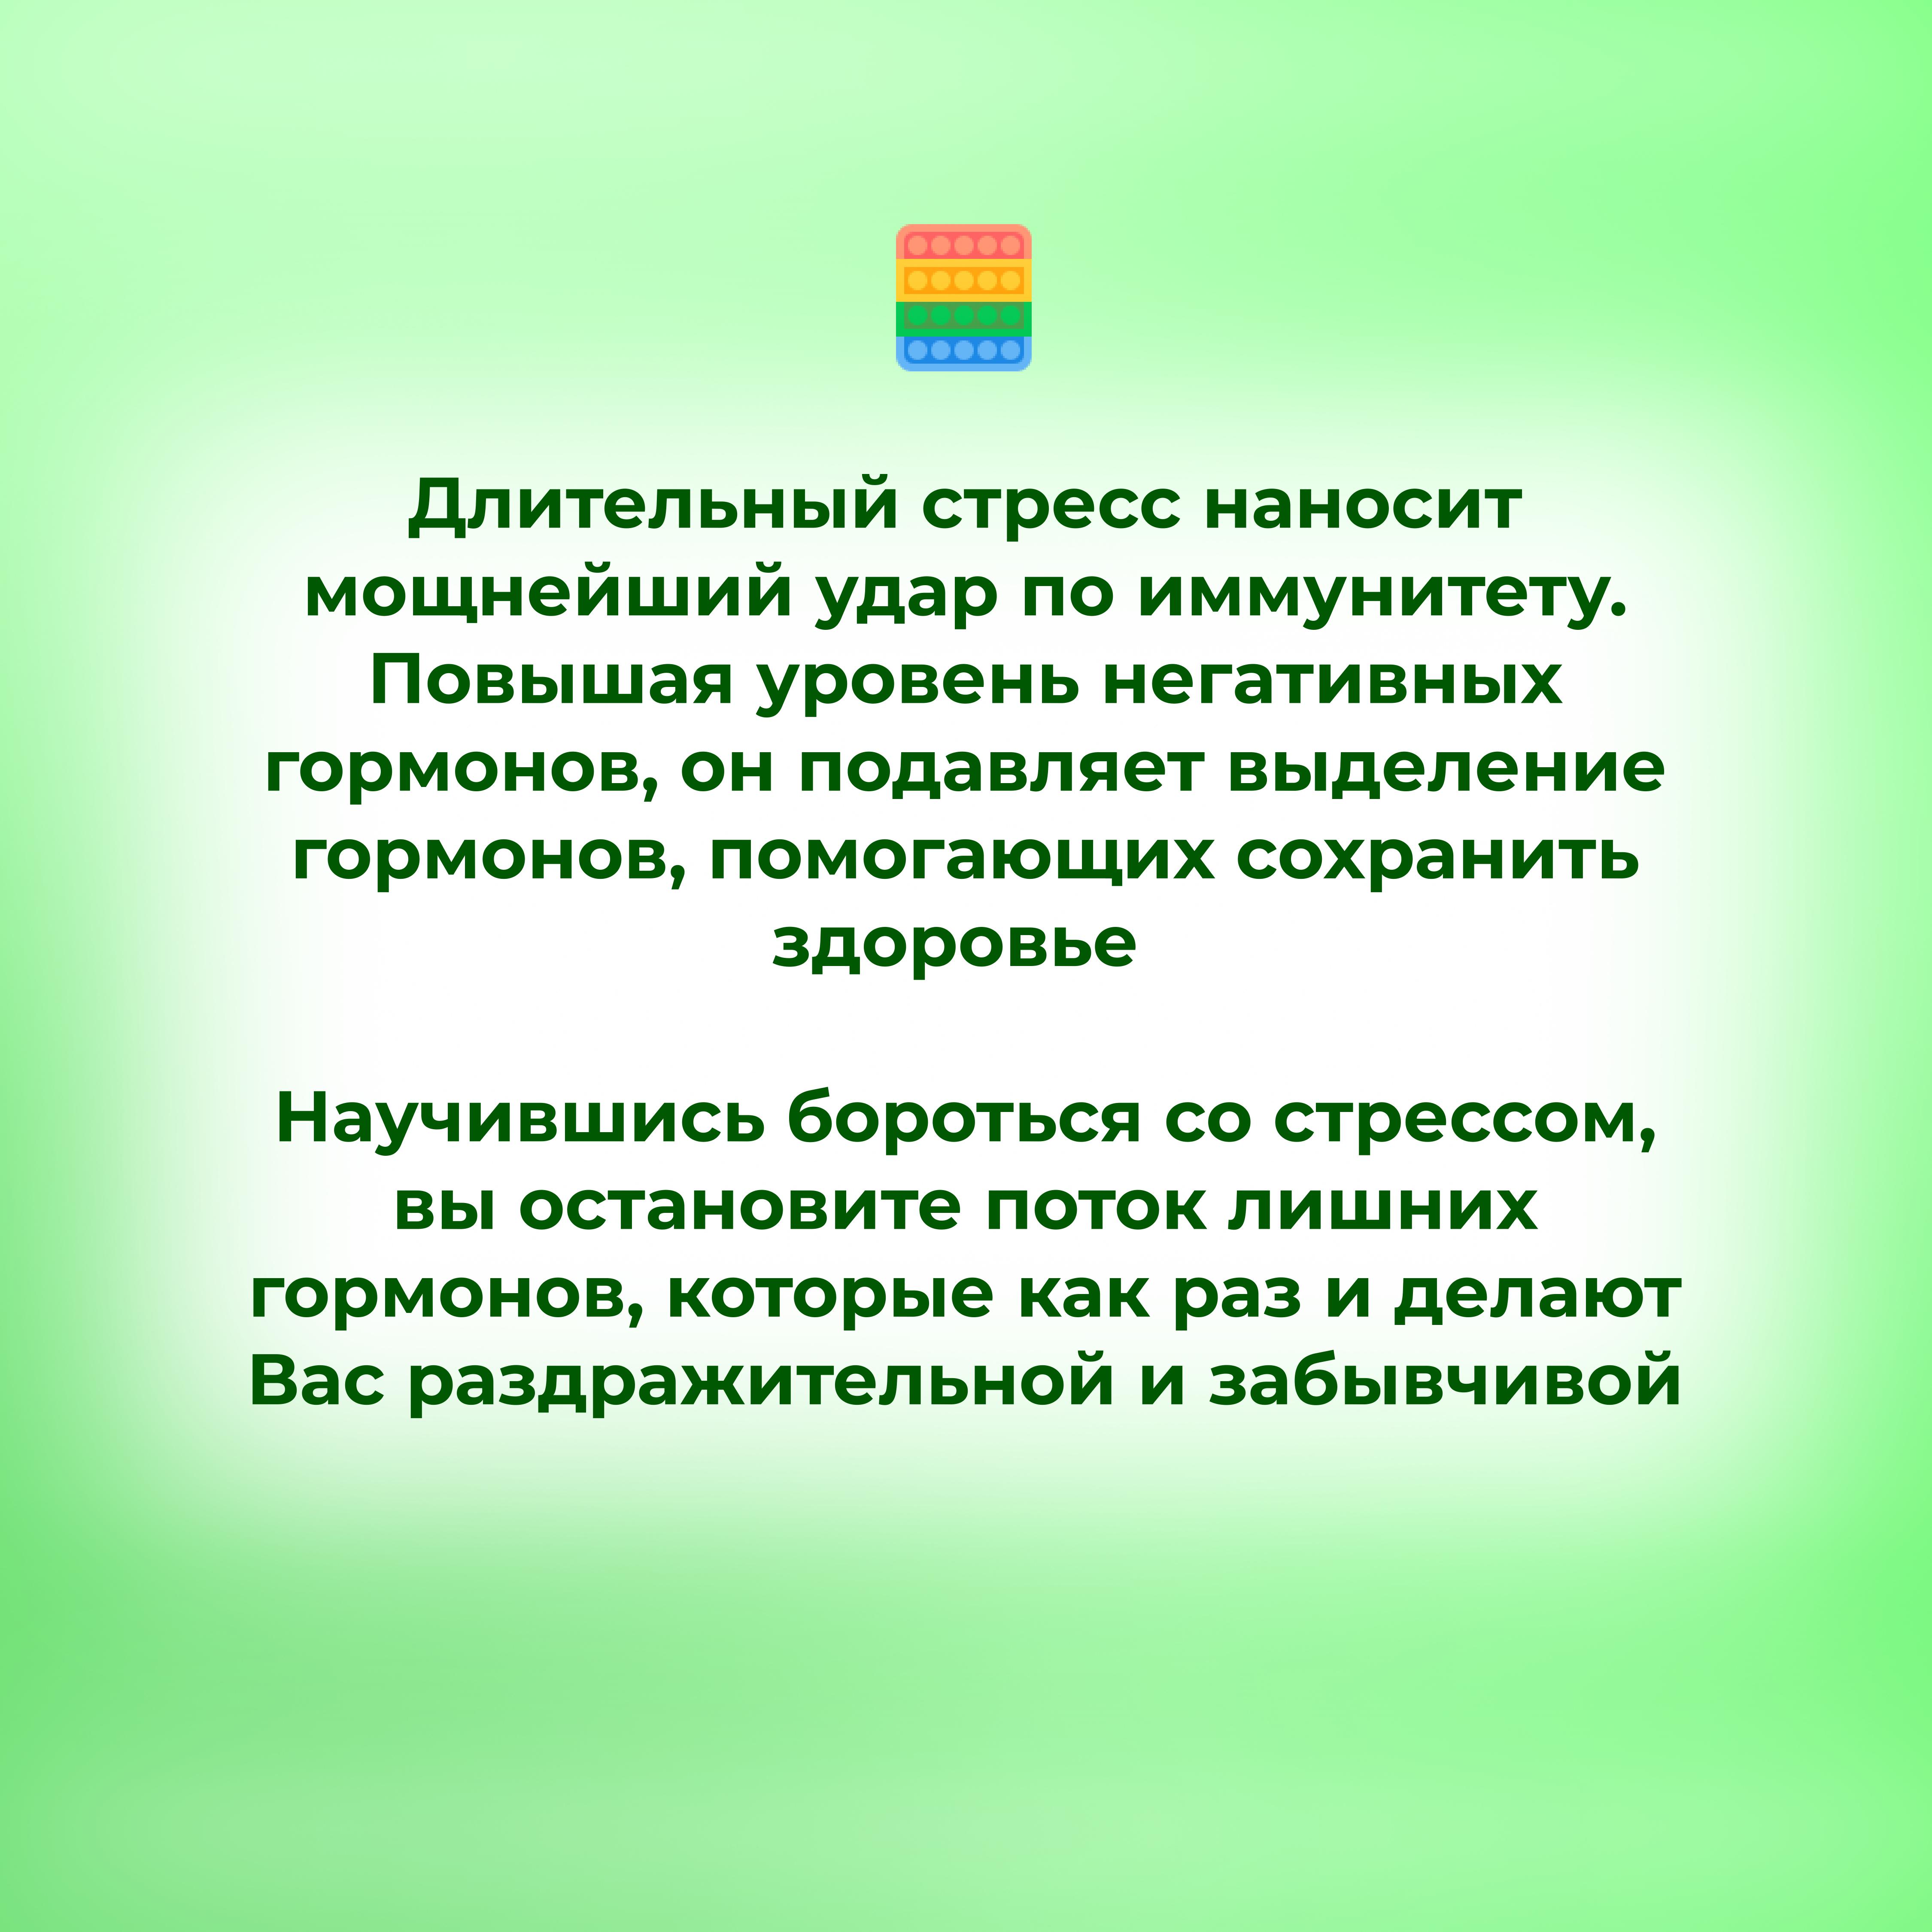 Длительный стресс наносит
мощнейший удар по иммунитету.
Повышая уровень негативных
гормонов, он подавляет выделение
гормонов, помогающих сохранить
здоровье
Научившись бороться со стрессом,
вы остановите поток лишних
гормонов, которые как раз и делают
Вас раздражительной и забывчивой